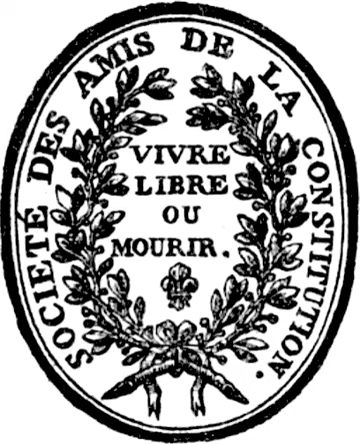 SOCIETÉ DES AMIS DE LA CONSTITUTION.
VIVRE
LIBRE
OU
MOURIR.